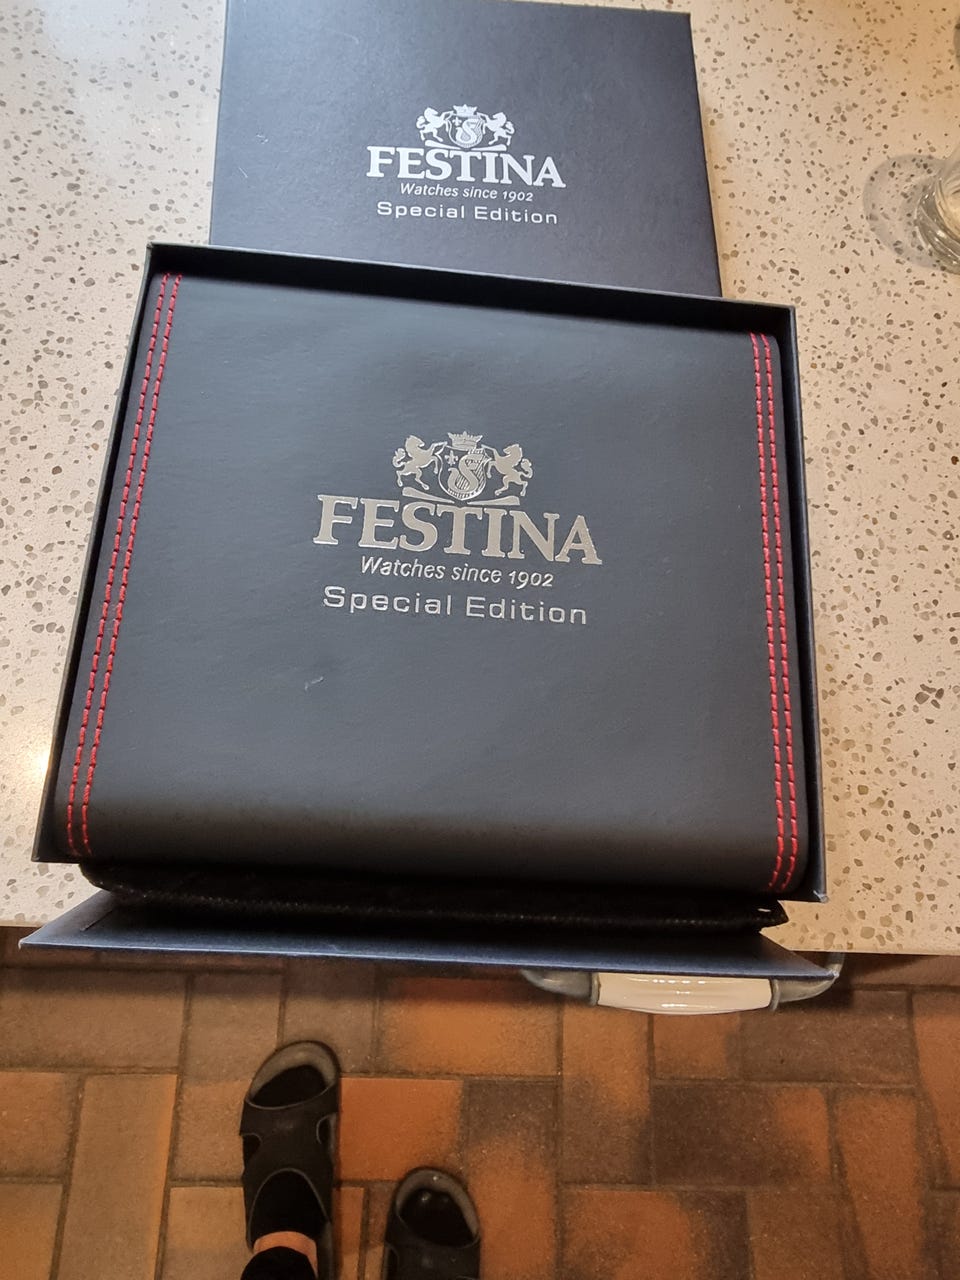 FESTINA
Watches since 1902
Special Edition
FESTINA
Watches since 1902
Special Edition